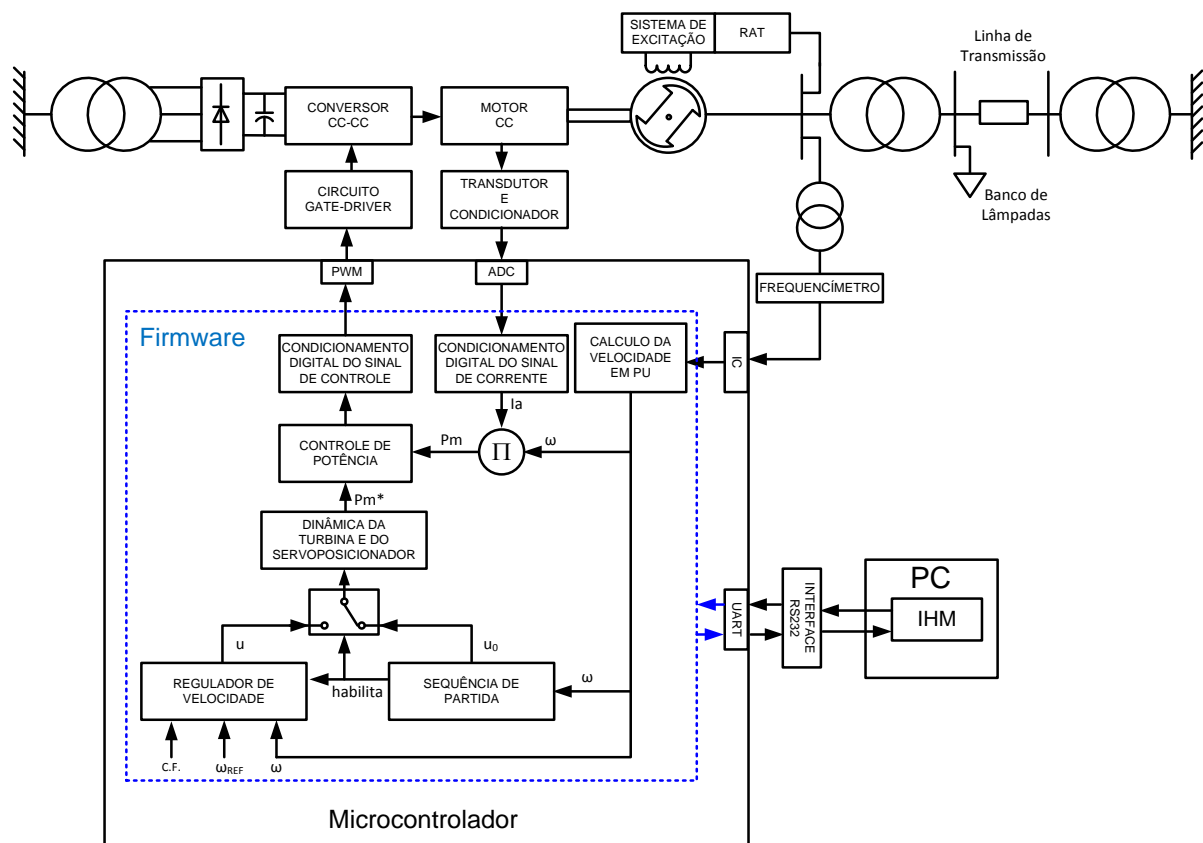 SISTEMA DE
EXCITAÇÃO
RAT
Linha de
Transmissão
CONVERSOR
CC-CC
MOTOR
CC
CIRCUITO
GATE-DRIVER
TRANSDUTOR
E
CONDICIONADOR
Banco de
Lâmpadas
PWM
ADC
FREQUENCÍMETRO
Firmware
CONDICIONAMENTO
DIGITAL DO SINAL
DE CONTROLE
CONDICIONAMENTO
DIGITAL DO SINAL
DE CORRENTE
CALCULO DA
VELOCIDADE
EM PU
IC
Ia
CONTROLE DE
POTÊNCIA
Pm
Π
ω
Pm*
DINÂMICA DA
TURBINA E DO
SERVOPOSICIONADOR
PC
IHM
UART
INTERFACE
RS232
u
u₀
REGULADOR DE
VELOCIDADE
habilita
SEQUÊNCIA DE
PARTIDA
ω
C.F.
ωREF
ω
Microcontrolador